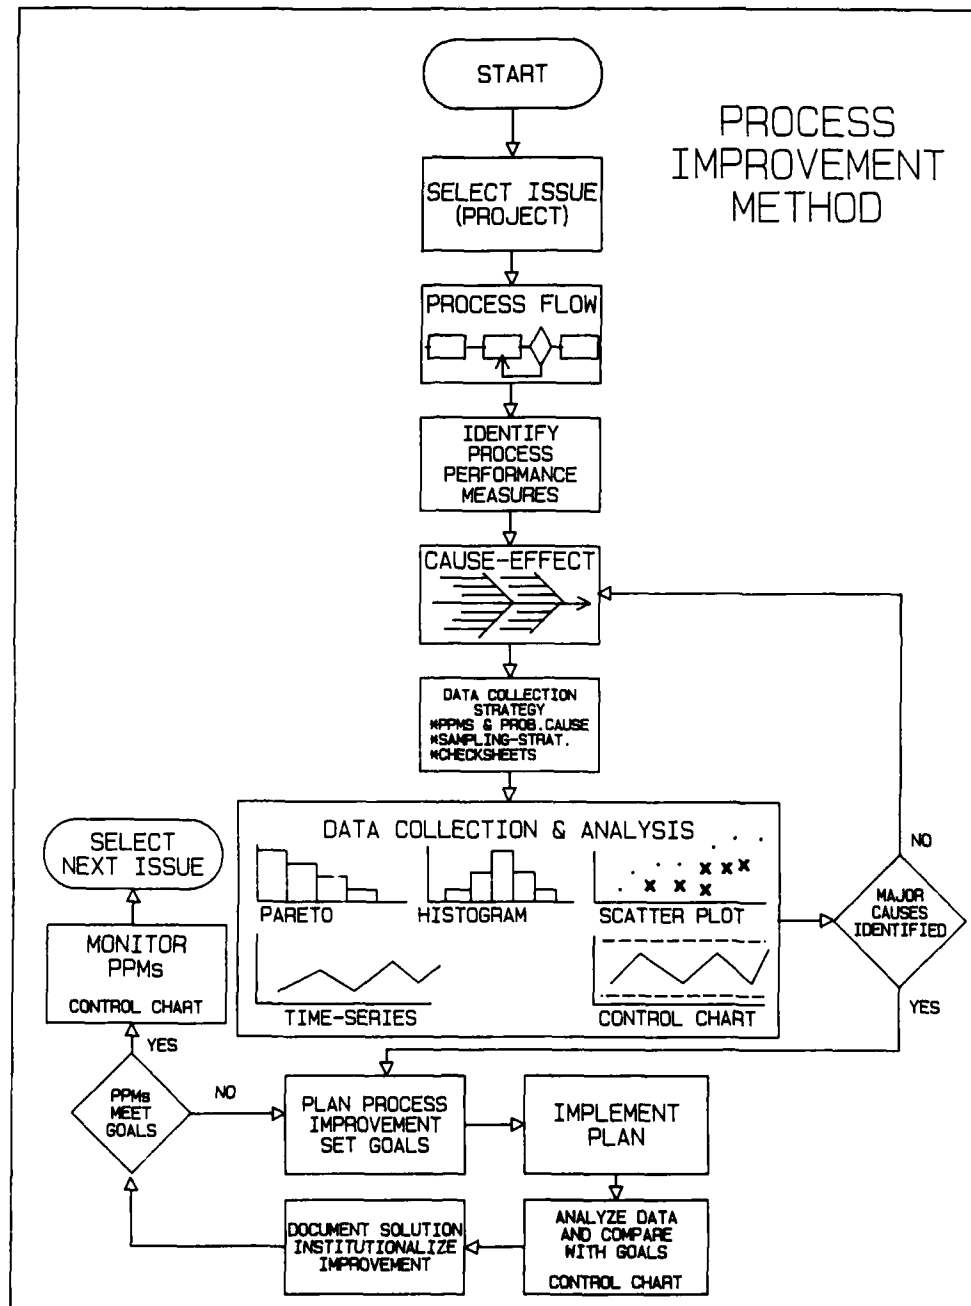 START
PROCESS
IMPROVEMENT
METHOD
SELECT ISSUE
(PROJECT)
PROCESS FLOW
IDENTIFY
PROCESS
PERFORMANCE
MEASURES
CAUSE-EFFECT
DATA COLLECTION
STRATEGY
*PPMS & PROB.CAUSE
*SAMPLING-STRAT.
*CHECKSHEETS
DATA COLLECTION & ANALYSIS
PARETO
HISTOGRAM
SCATTER PLOT
TIME-SERIES
CONTROL CHART
NO
MAJOR
CAUSES
IDENTIFIED
YES
SELECT
NEXT ISSUE
MONITOR
PPMs
CONTROL CHART
YES
PPMs
MEET
GOALS
NO
PLAN PROCESS
IMPROVEMENT
SET GOALS
IMPLEMENT
PLAN
ANALYZE DATA
AND COMPARE
WITH GOALS
CONTROL CHART
DOCUMENT SOLUTION
INSTITUTIONALIZE
IMPROVEMENT